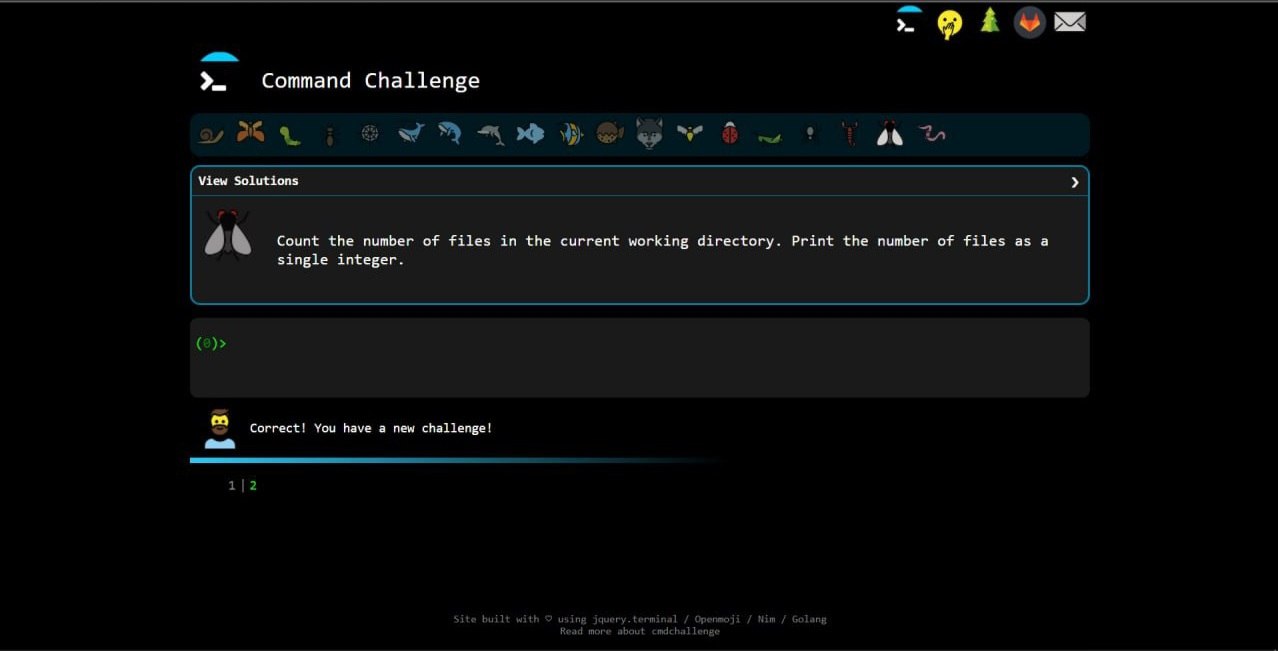 Command Challenge
View Solutions
Count the number of files in the current working directory. Print the number of files as a
single integer.
(0)>
Correct! You have a new challenge!
1 | 2
Site built with ♡ using jquery.terminal / Openmoji / Nim / Golang
Read more about cmdchallenge